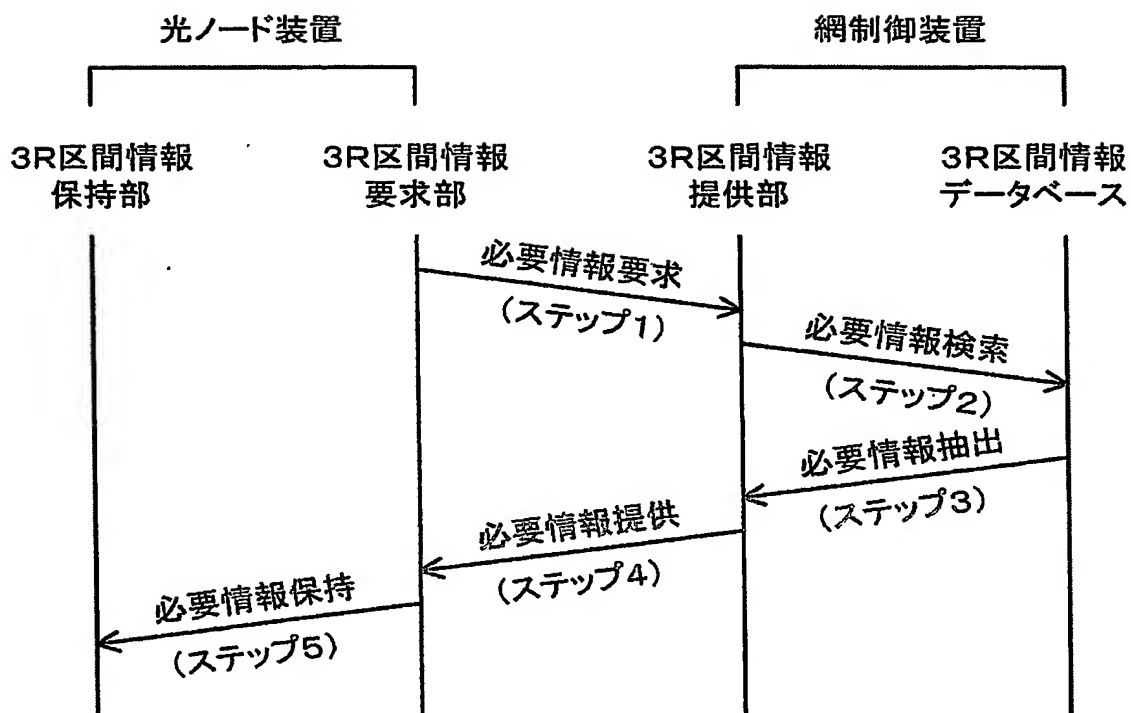 光ノード装置
網制御装置
3R区間情報
保持部
3R区間情報
要求部
3R区間情報
提供部
3R区間情報
データベース
必要情報要求
(ステップ1)
必要情報検索
(ステップ2)
必要情報抽出
(ステップ3)
必要情報提供
(ステップ4)
必要情報保持
(ステップ5)